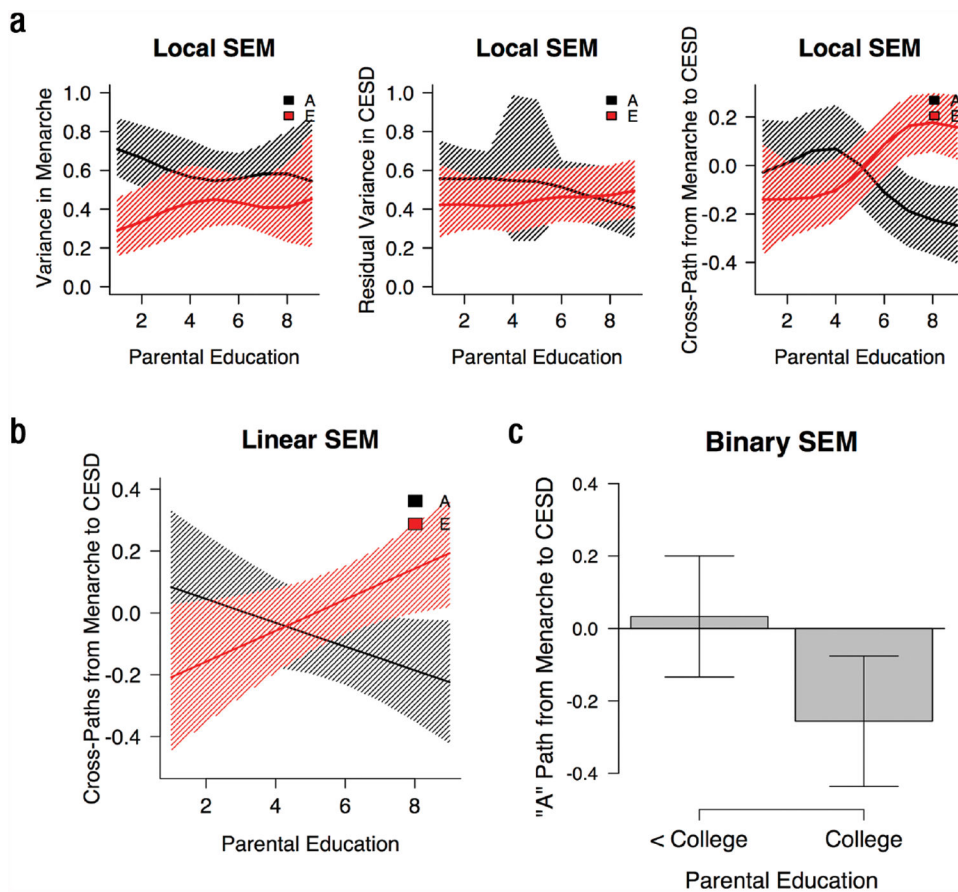 a
Local SEM
Variance in Menarche
1.0
0.8
0.6
0.4
0.2
0.0
A
E
2 4 6 8
Parental Education
Local SEM
Residual Variance in CESD
1.0
0.8
0.6
0.4
0.2
0.0
A
E
2 4 6 8
Parental Education
Local SEM
Cross-Path from Menarche to CESD
0.2
0.0
-0.2
-0.4
A
E
2 4 6 8
Parental Education
b
Linear SEM
Cross-Paths from Menarche to CESD
0.4
0.2
0.0
-0.2
-0.4
A
E
2 4 6 8
Parental Education
c
Binary SEM
"A" Path from Menarche to CESD
0.4
0.2
0.0
-0.2
-0.4
< College College
Parental Education